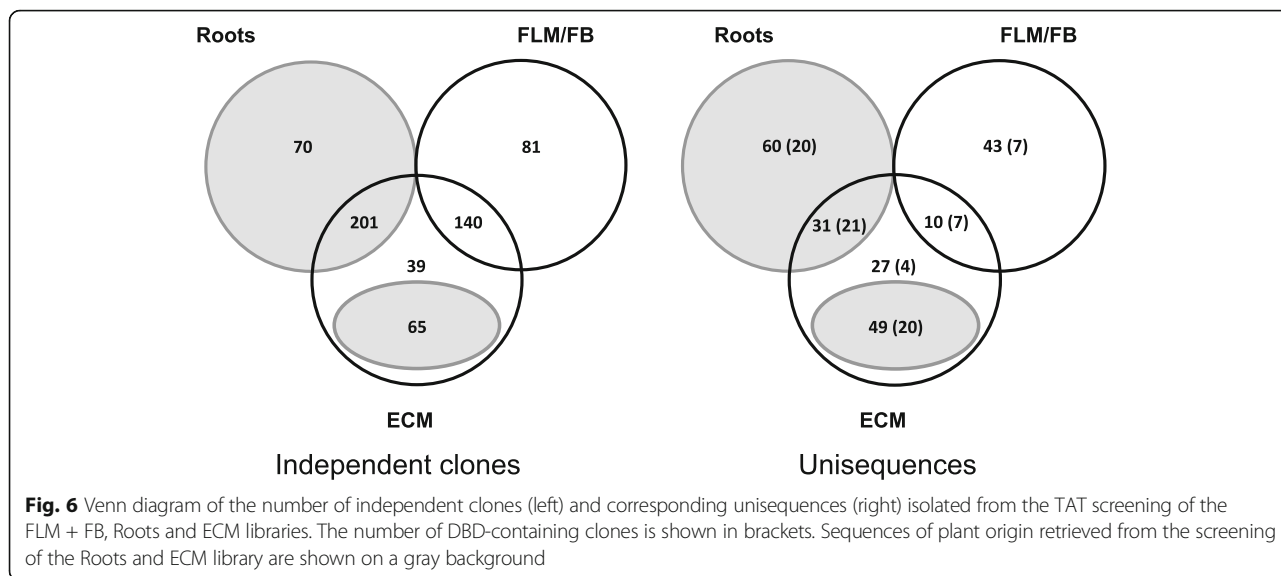 Roots FLM/FB Roots FLM/FB
70 81 60 (20) 43 (7)
201 140 31 (21) 10 (7)
39 27 (4)
65 49 (20)
ECM ECM
Independent clones Unisequences
Fig. 6 Venn diagram of the number of independent clones (left) and corresponding unisequences (right) isolated from the TAT screening of the
FLM + FB, Roots and ECM libraries. The number of DBD-containing clones is shown in brackets. Sequences of plant origin retrieved from the screening
of the Roots and ECM library are shown on a gray background